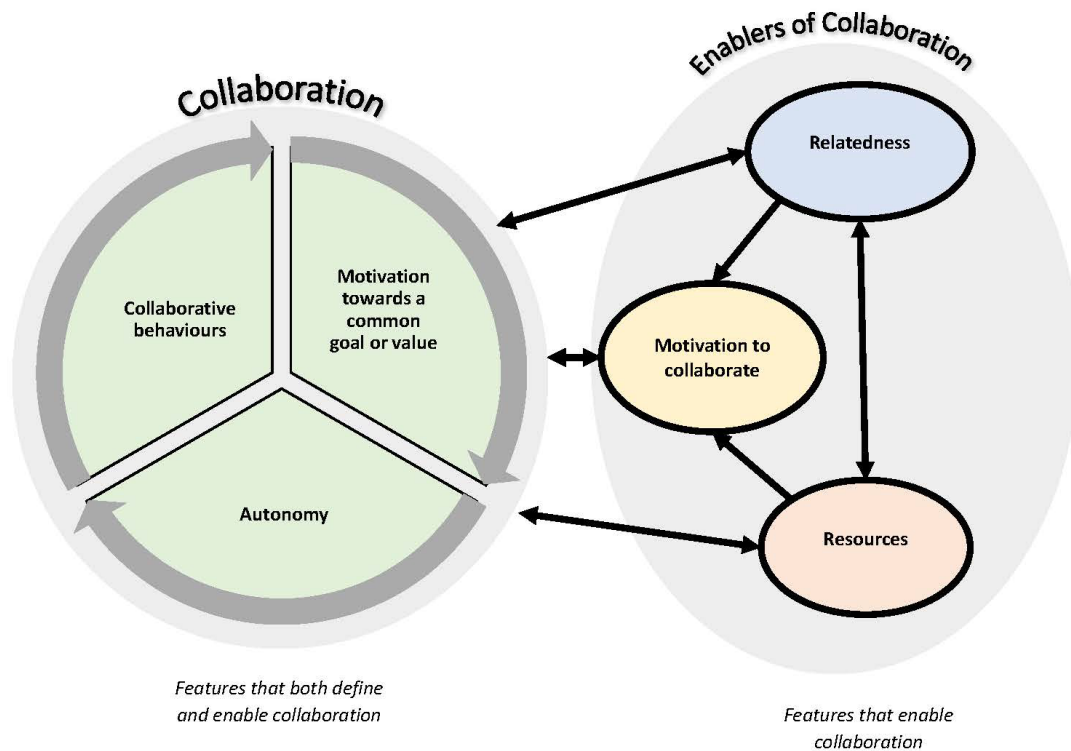 Collaboration
Collaborative
behaviours
Motivation
towards a
common
goal or value
Autonomy
Features that both define
and enable collaboration
Enablers of Collaboration
Relatedness
Motivation to
collaborate
Resources
Features that enable
collaboration